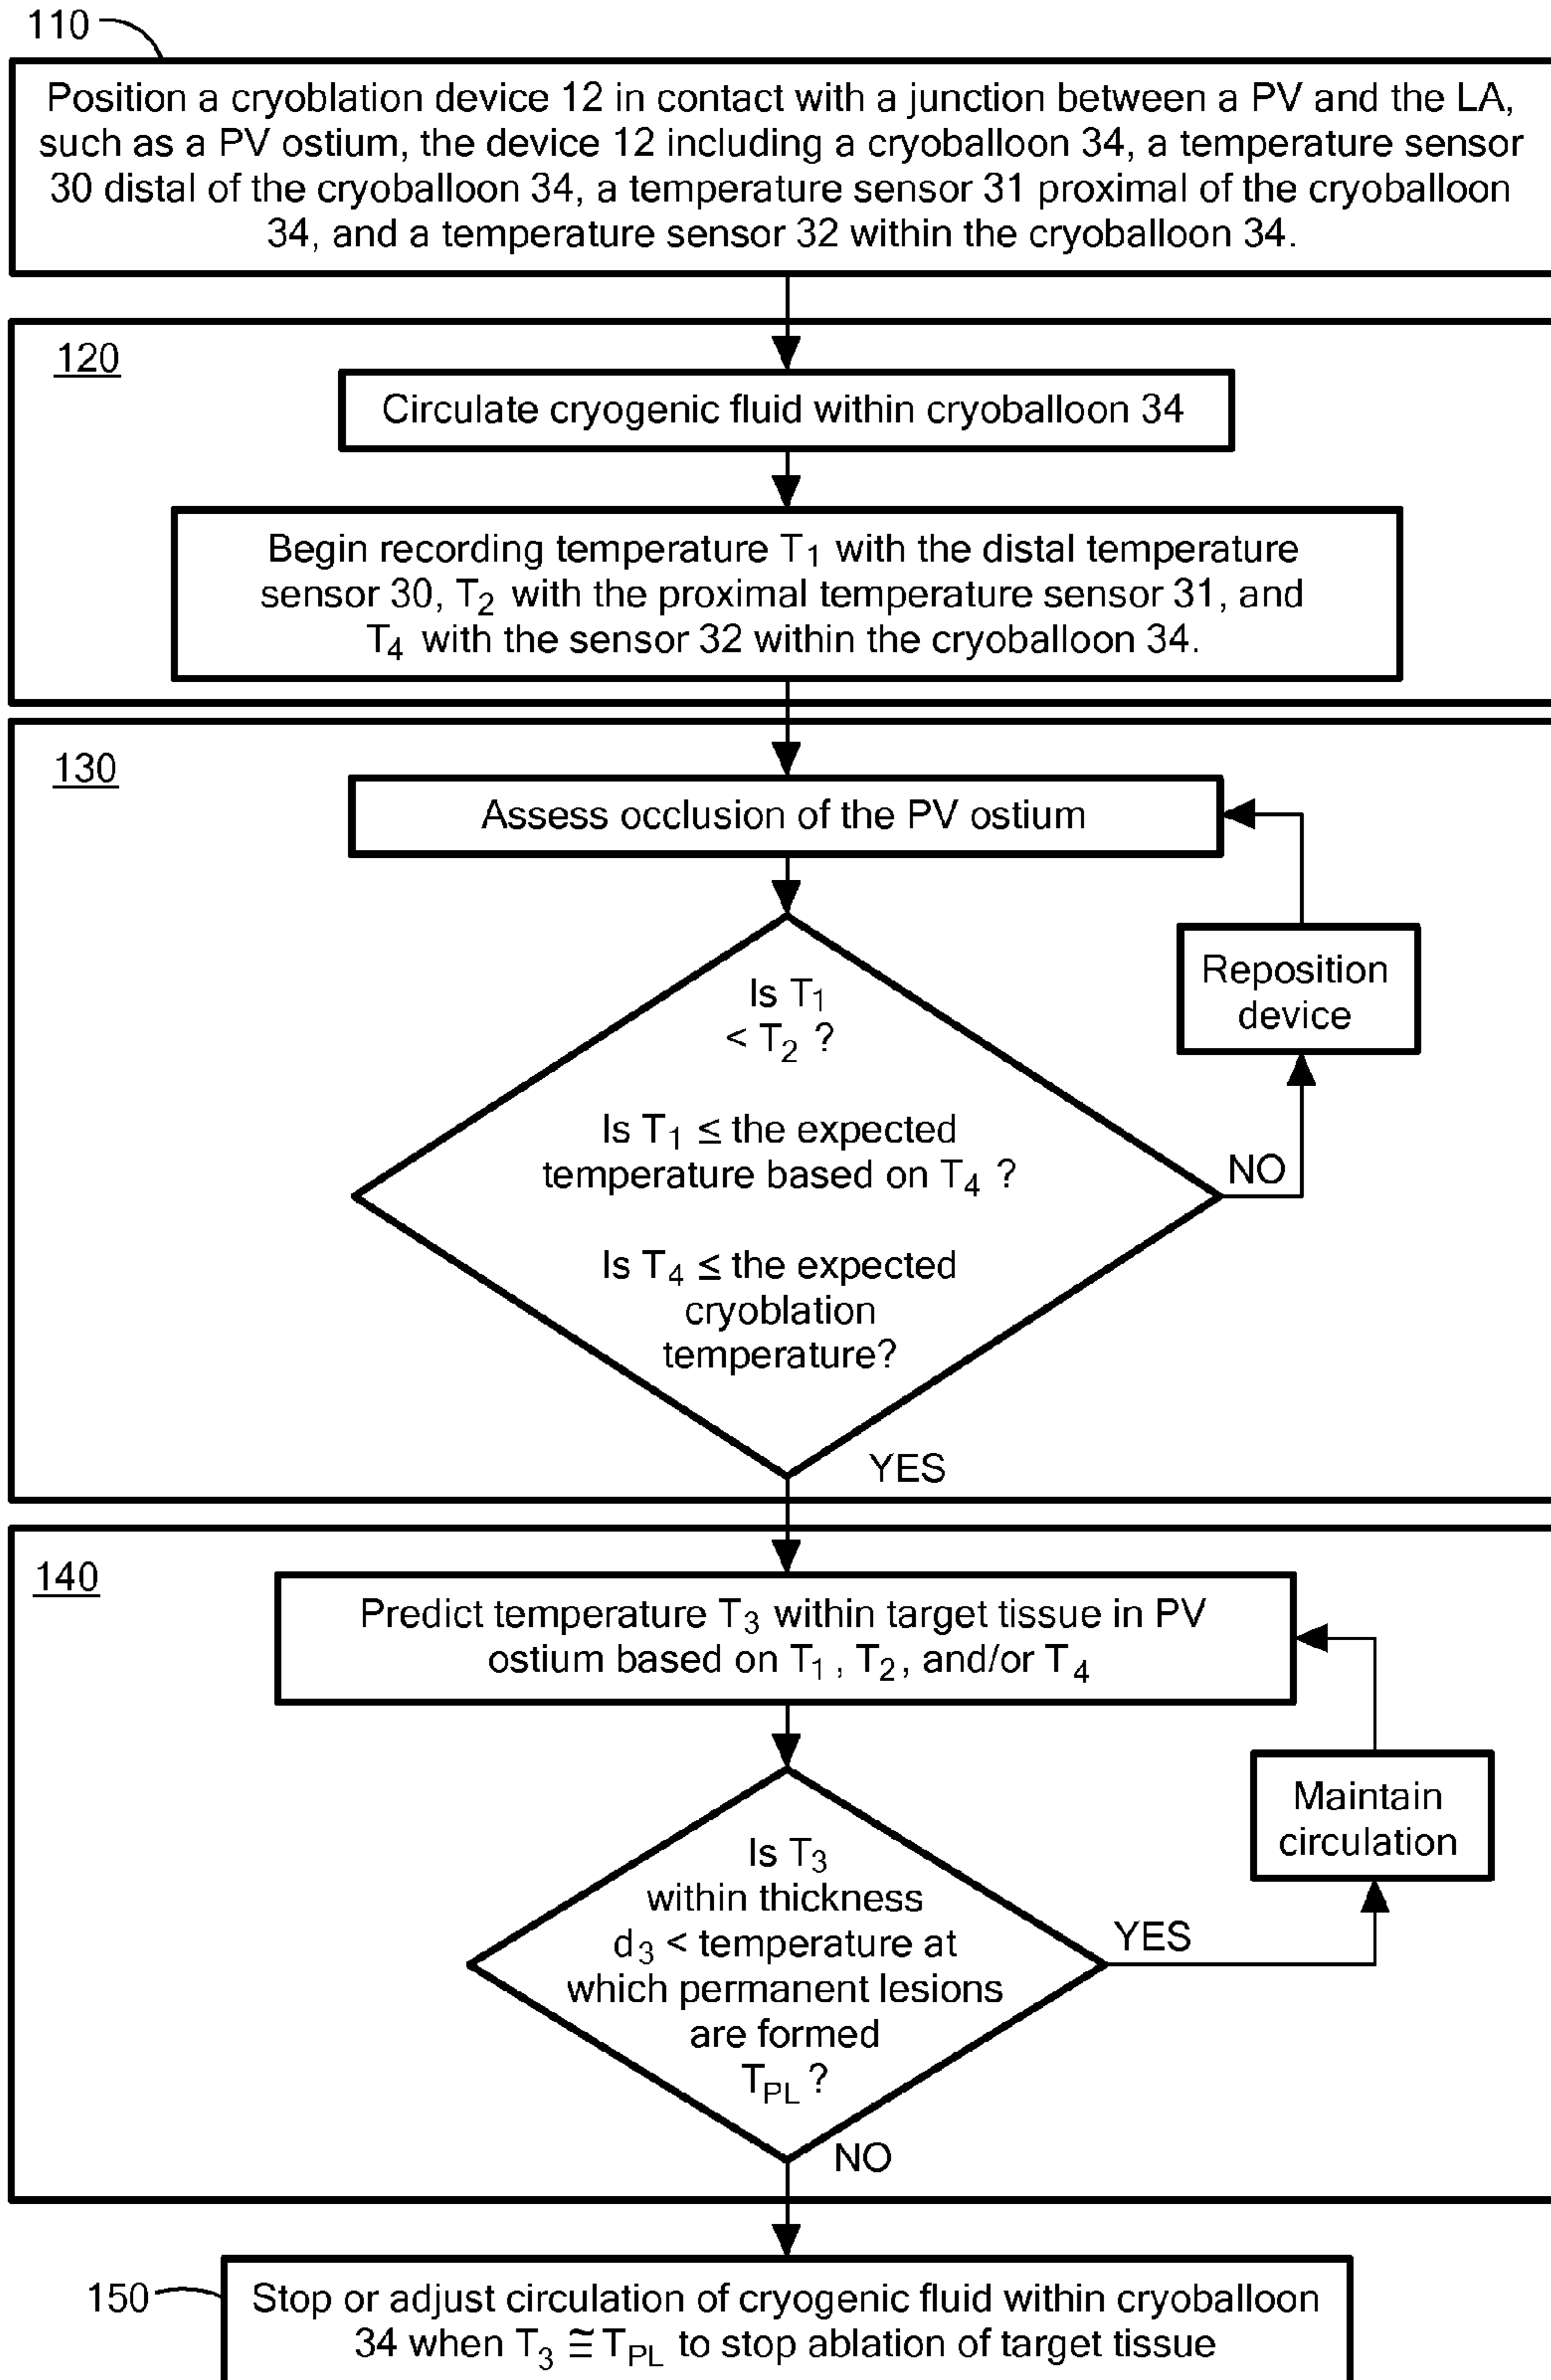 110
Position a cryoblation device 12 in contact with a junction between a PV and the LA,
such as a PV ostium, the device 12 including a cryoballoon 34, a temperature sensor
30 distal of the cryoballoon 34, a temperature sensor 31 proximal of the cryoballoon
34, and a temperature sensor 32 within the cryoballoon 34.
120
Circulate cryogenic fluid within cryoballoon 34
Begin recording temperature T1 with the distal temperature
sensor 30, T2 with the proximal temperature sensor 31, and
T4 with the sensor 32 within the cryoballoon 34.
130
Assess occlusion of the PV ostium
Reposition
device
Is T1
< T2 ?
Is T1 ≤ the expected
temperature based on T4 ?
NO
Is T4 ≤ the expected
cryoblation
temperature?
YES
140
Predict temperature T3 within target tissue in PV
ostium based on T1 , T2, and/or T4
Maintain
circulation
Is T3
within thickness
d3 < temperature at
which permanent lesions
are formed
TPL ?
YES
NO
150
Stop or adjust circulation of cryogenic fluid within cryoballoon
34 when T3 ≅ TPL to stop ablation of target tissue